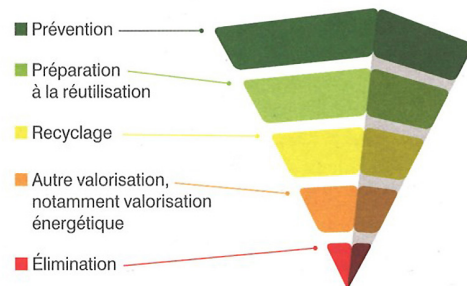 Prévention
Préparation
à la réutilisation
Recyclage
Autre valorisation,
notamment valorisation
énergétique
Élimination